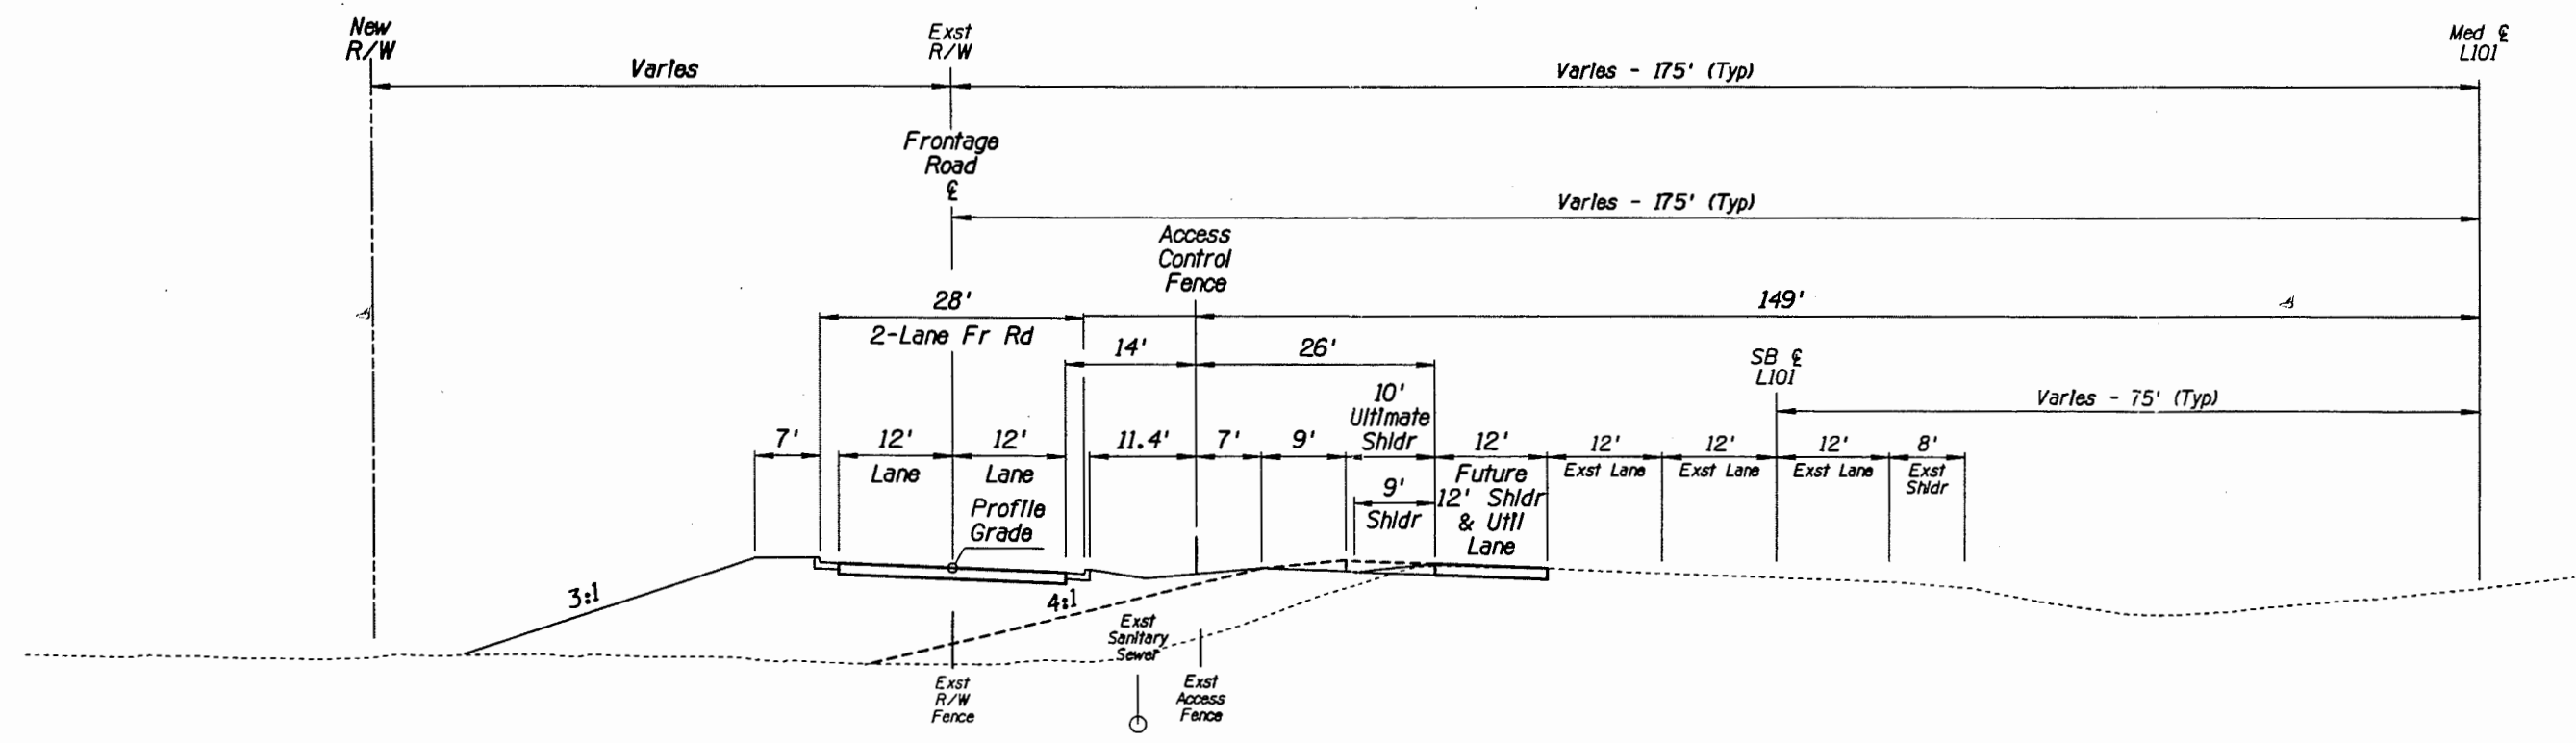 New
R/W
Exst
R/W
Med ℄
L101
Varies
Varies - 175' (Typ)
Frontage
Road
℄
Varies - 175' (Typ)
Access
Control
Fence
28'
149'
2-Lane Fr Rd
14'
26'
SB ℄
L101
10'
Ultimate
Shldr
Varies - 75' (Typ)
7'
12'
Lane
12'
Lane
11.4'
7'
9'
12'
Future
12' Shldr
& Util
Lane
12'
Exst Lane
12'
Exst Lane
12'
Exst Lane
8'
Exst
Shldr
9'
Shldr
Profile
Grade
3:1
4:1
Exst
Sanitary
Sewer
Exst
R/W
Fence
Exst
Access
Fence